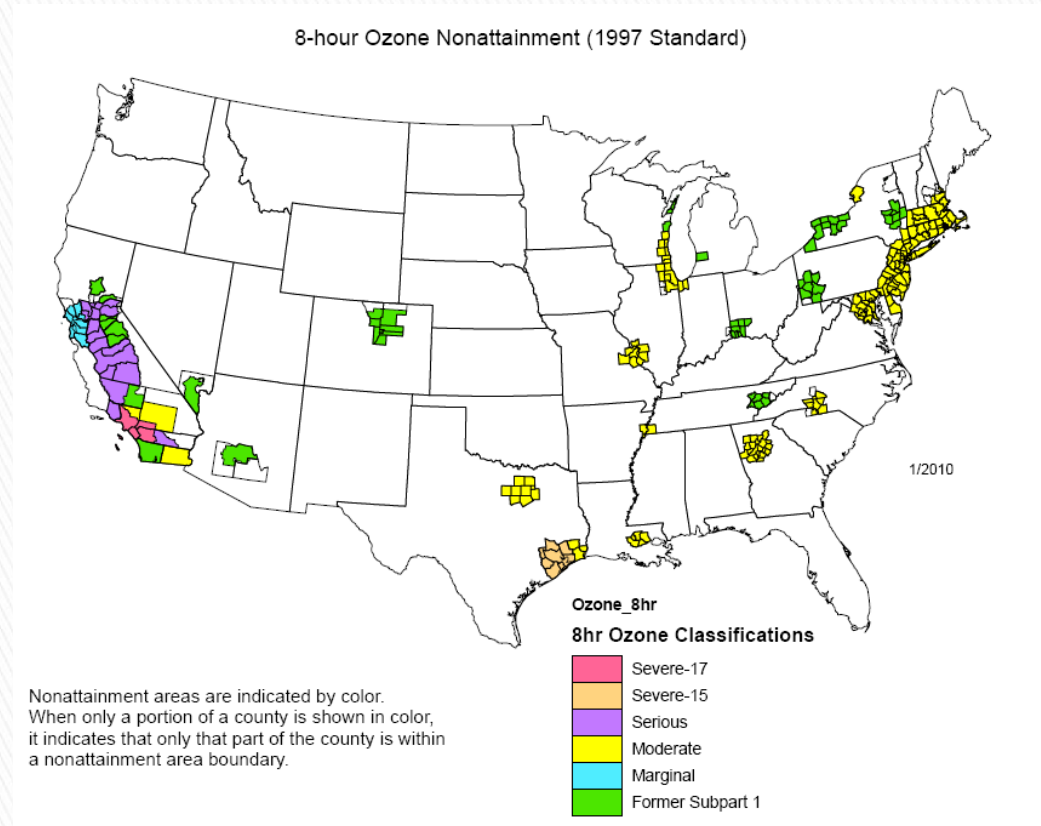 8-hour Ozone Nonattainment (1997 Standard)
1/2010
Ozone_8hr
8hr Ozone Classifications
Severe-17
Severe-15
Serious
Moderate
Marginal
Former Subpart 1
Nonattainment areas are indicated by color.
When only a portion of a county is shown in color,
it indicates that only that part of the county is within
a nonattainment area boundary.